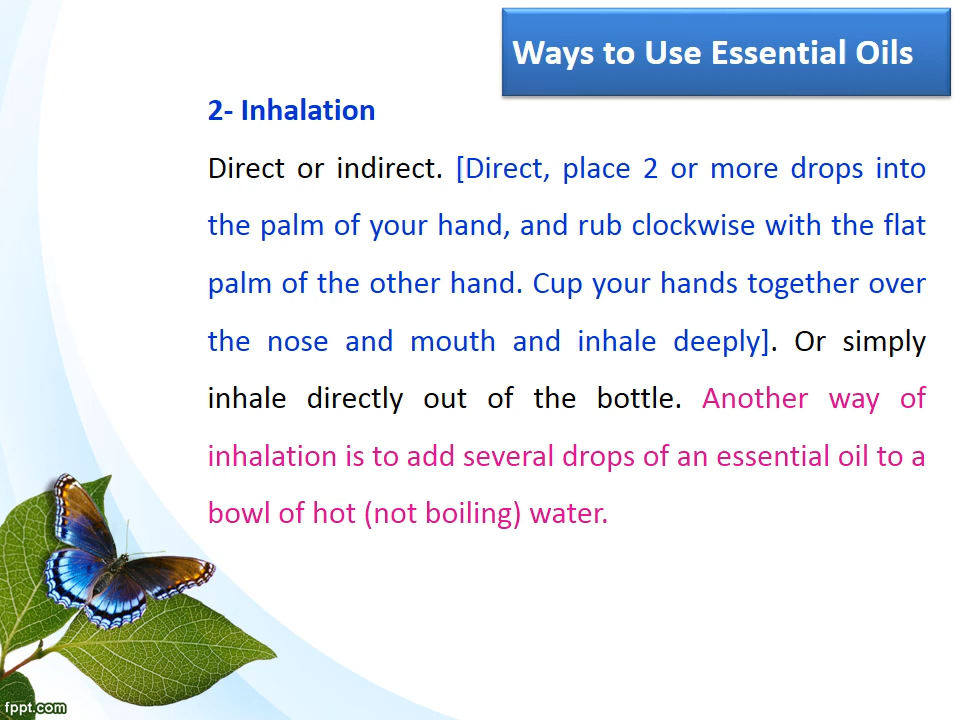 Ways to Use Essential Oils
2- Inhalation
Direct or indirect. [Direct, place 2 or more drops into
the palm of your hand, and rub clockwise with the flat
palm of the other hand. Cup your hands together over
the nose and mouth and inhale deeply]. Or simply
inhale directly out of the bottle. Another way of
inhalation is to add several drops of an essential oil to a
bowl of hot (not boiling) water.
fppt.com